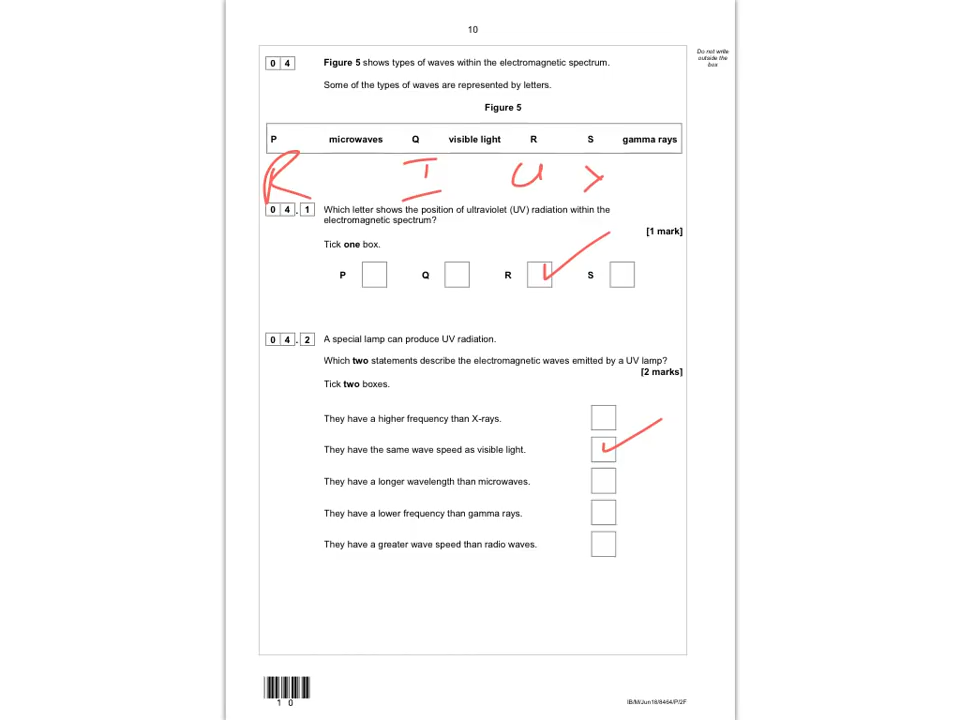 10
Do not write
outside the
box
0 4
Figure 5 shows types of waves within the electromagnetic spectrum.
Some of the types of waves are represented by letters.
Figure 5
P microwaves Q visible light R S gamma rays
R I U X
0 4 . 1 Which letter shows the position of ultraviolet (UV) radiation within the
electromagnetic spectrum?
[1 mark]
Tick one box.
P Q R S
0 4 . 2 A special lamp can produce UV radiation.
Which two statements describe the electromagnetic waves emitted by a UV lamp?
[2 marks]
Tick two boxes.
They have a higher frequency than X-rays.
They have the same wave speed as visible light.
They have a longer wavelength than microwaves.
They have a lower frequency than gamma rays.
They have a greater wave speed than radio waves.
1 0
IB/M/Jun18/8464/P/2F